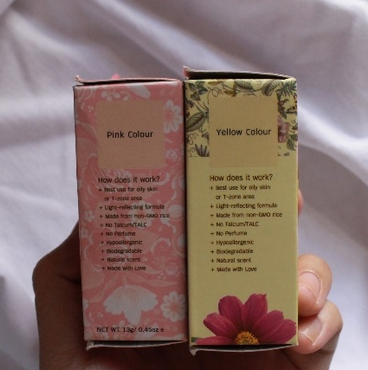 Pink Colour
How does it work?
+ Best use for oily skin
or T-zone area
+ Light-reflecting formula
+ Made from non-GMO rice
+ No Talcum/TALC
+ No Perfume
+ Hypoallergenic
+ Biodegradable
+ Natural scent
+ Made with Love
NET WT. 13g/ 0.46oz e
Yellow Colour
How does it work?
+ Best use for oily skin
or T-zone area
+ Light-reflecting formula
+ Made from non-GMO rice
+ No Talcum/TALC
+ No Perfume
+ Hypoallergenic
+ Biodegradable
+ Natural scent
+ Made with Love